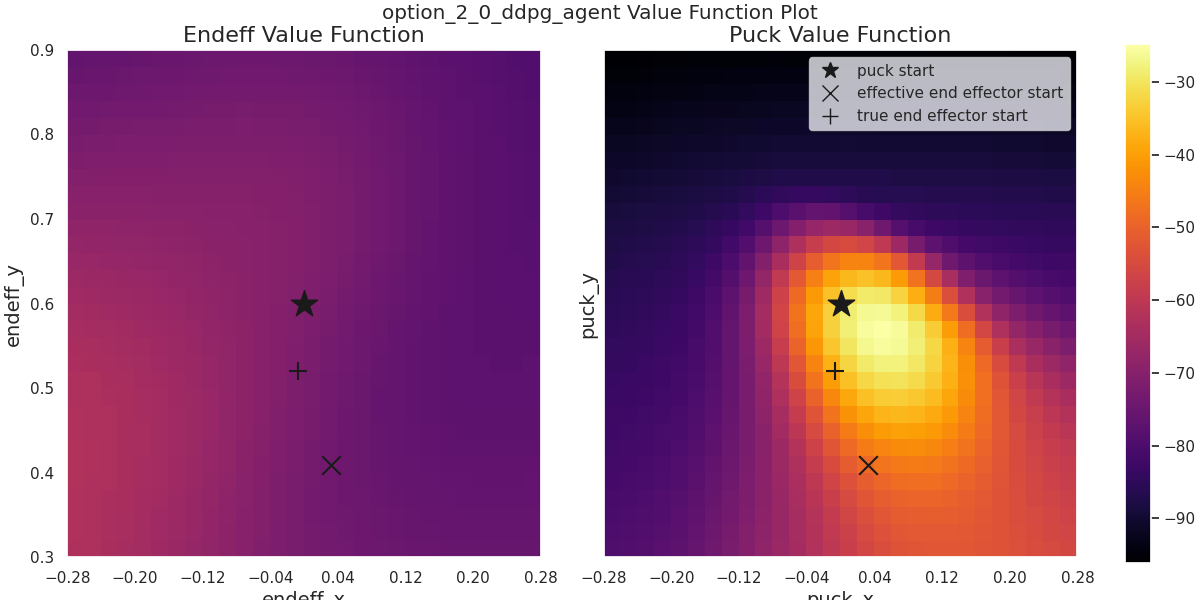 option_2_0_ddpg_agent Value Function Plot
Endeff Value Function
Puck Value Function
0.9
0.8
0.7
0.6
0.5
0.4
0.3
endeff_y
−0.28 −0.20 −0.12 −0.04 0.04 0.12 0.20 0.28
endeff_x
puck_y
puck start
effective end effector start
true end effector start
−0.28 −0.20 −0.12 −0.04 0.04 0.12 0.20 0.28
puck_x
−30
−40
−50
−60
−70
−80
−90